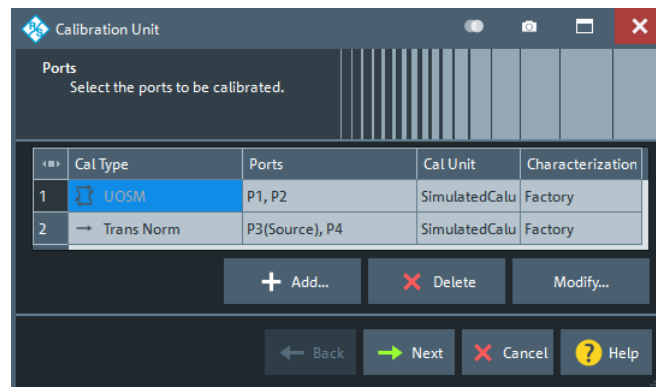 Calibration Unit
Ports
Select the ports to be calibrated.
Cal Type Ports Cal Unit Characterization
1 UOSM P1, P2 SimulatedCalu Factory
2 Trans Norm P3(Source), P4 SimulatedCalu Factory
Add... Delete Modify...
Back Next Cancel ? Help